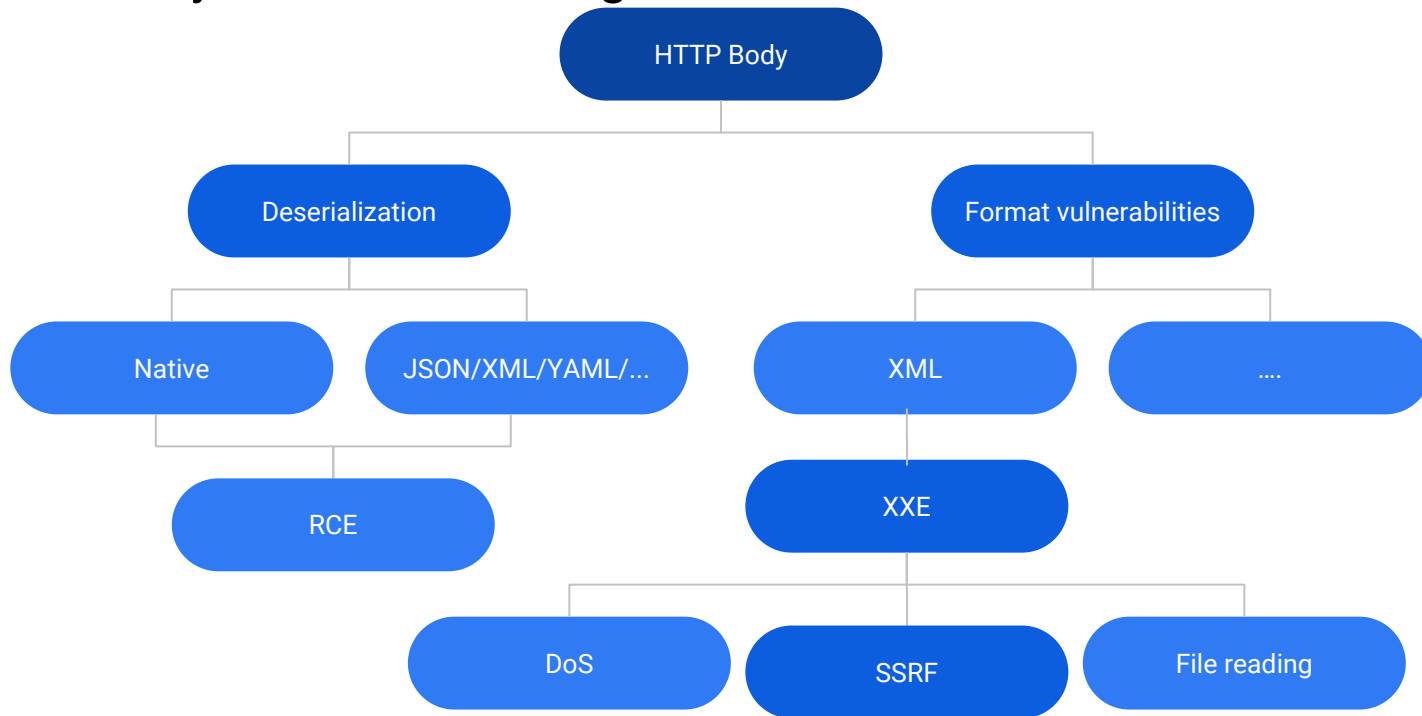 HTTP Body
Deserialization
Format vulnerabilities
Native
JSON/XML/YAML/...
XML
....
XXE
RCE
DoS
SSRF
File reading